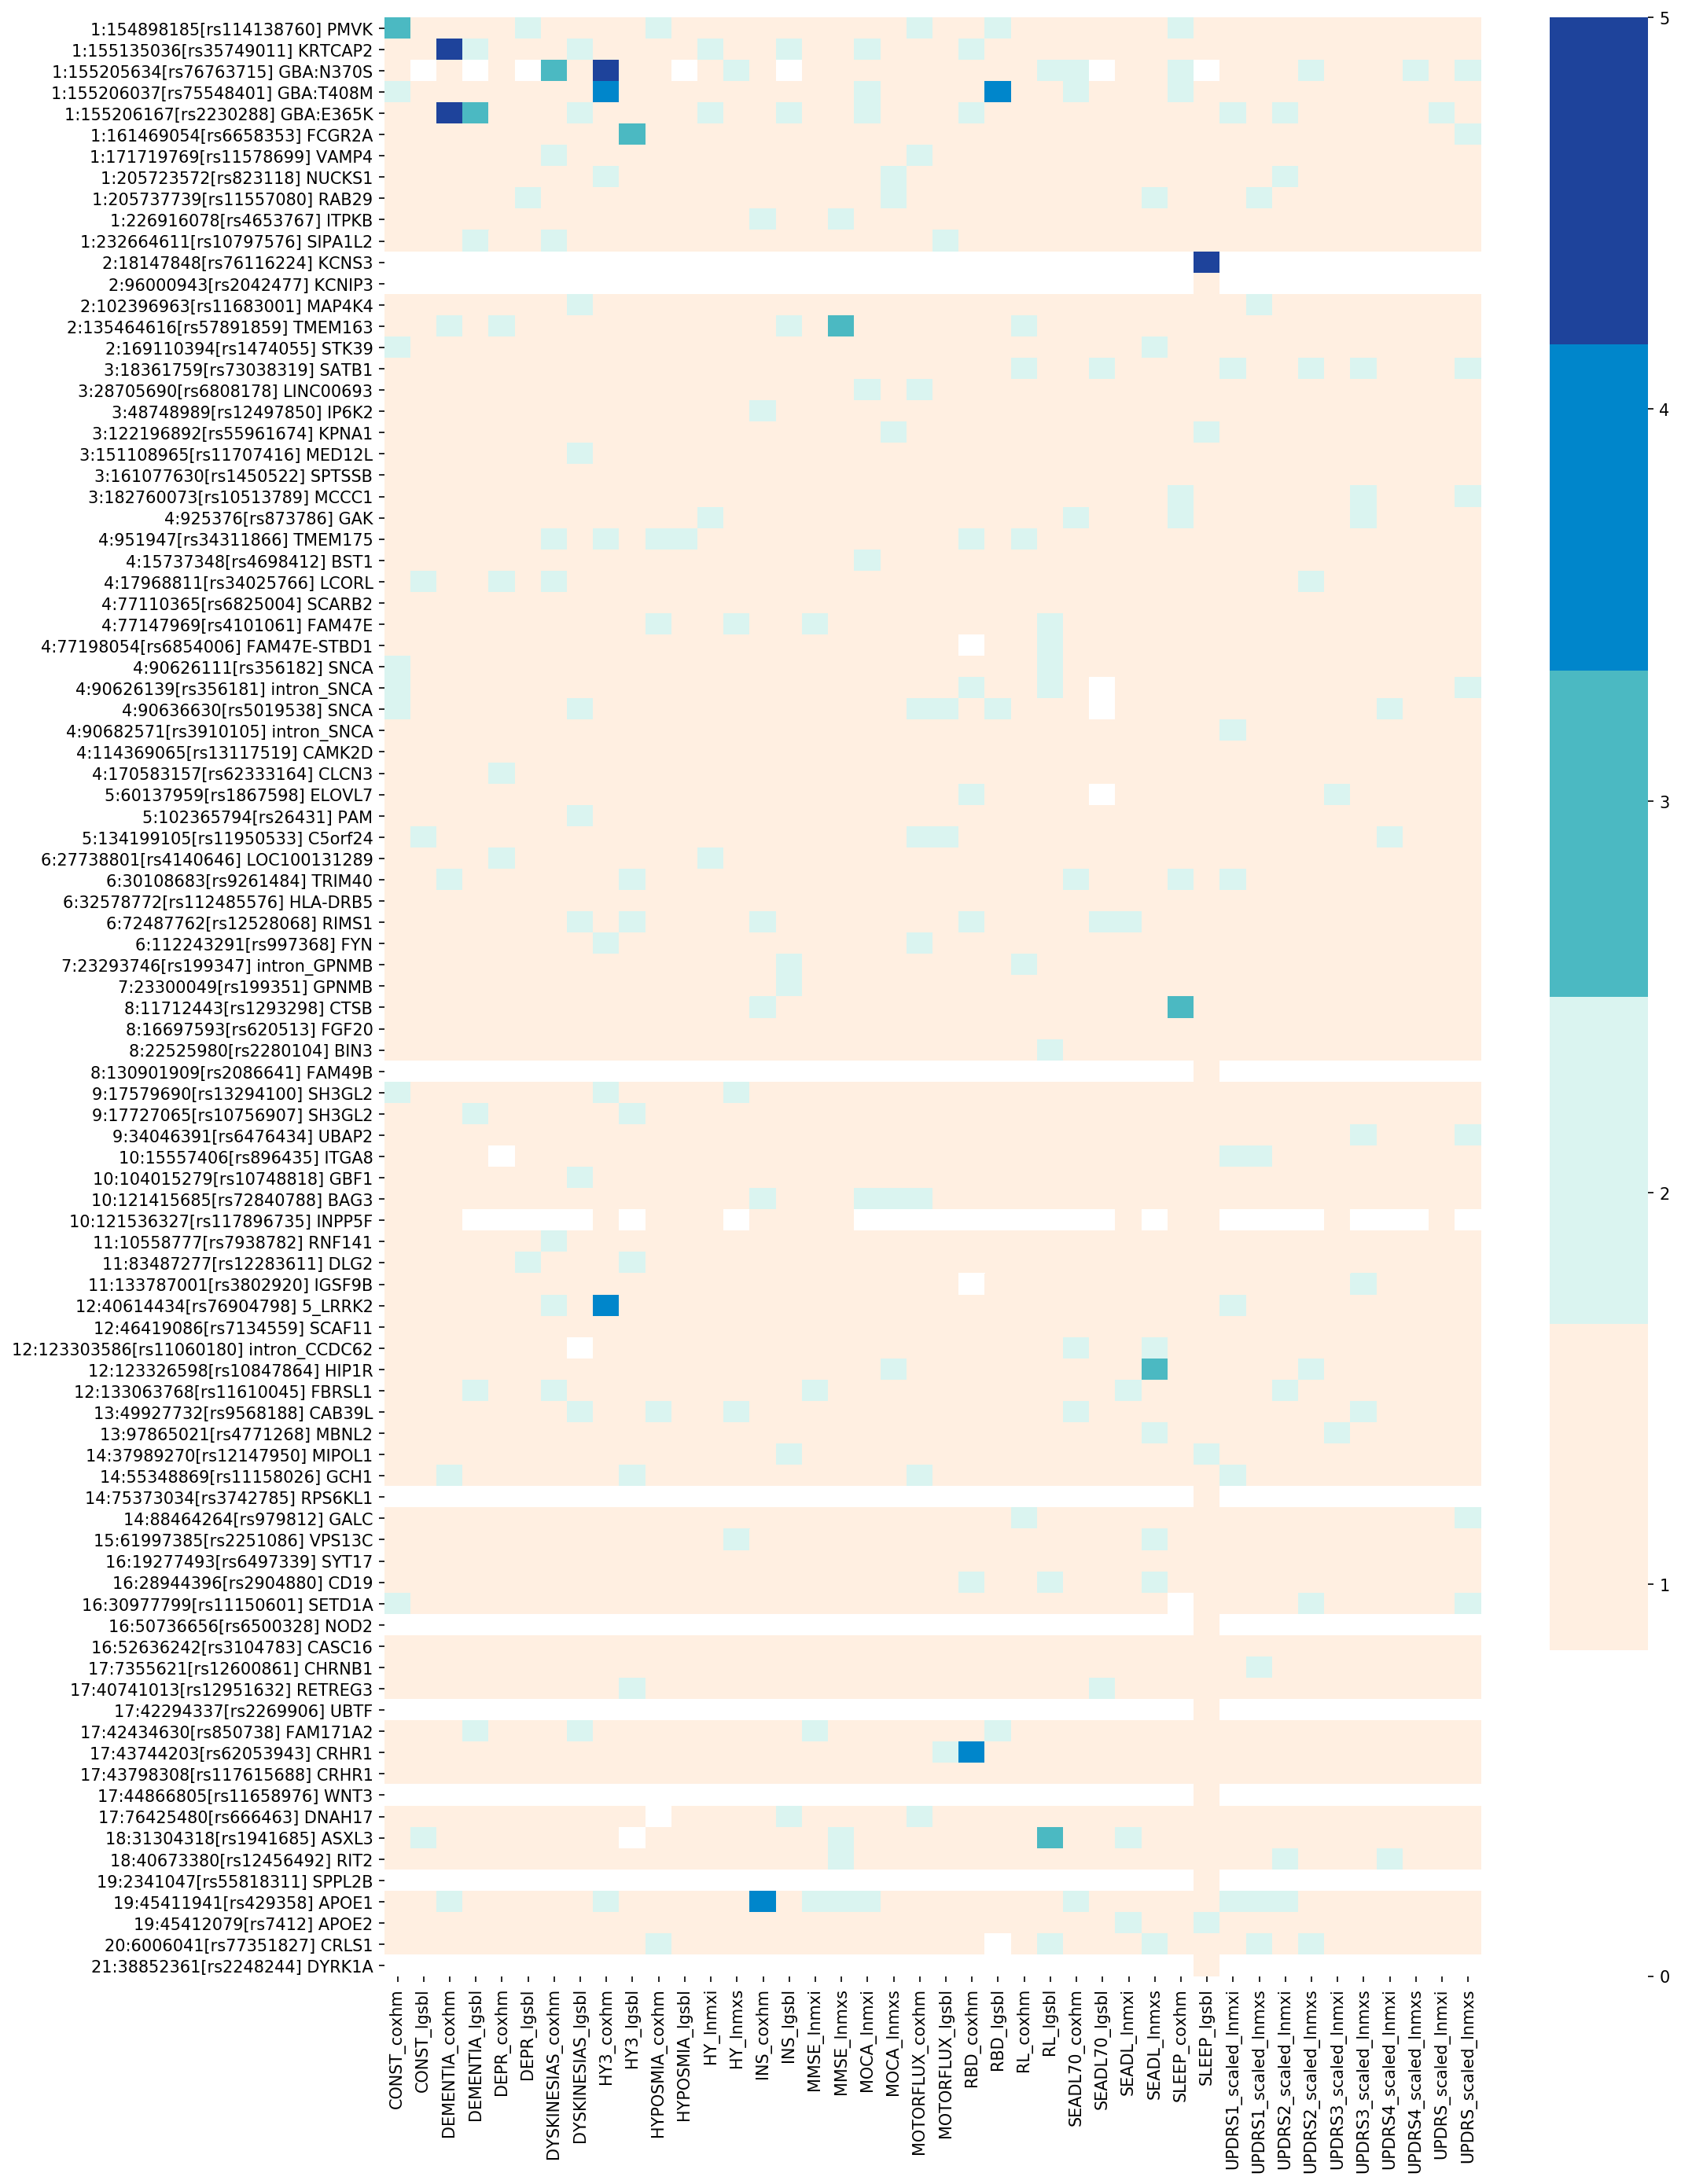 1:154898185[rs114138760] PMVK
1:155135036[rs35749011] KRTCAP2
1:155205634[rs76763715] GBA:N370S
1:155206037[rs75548401] GBA:T408M
1:155206167[rs2230288] GBA:E365K
1:161469054[rs6658353] FCGR2A
1:171719769[rs11578699] VAMP4
1:205723572[rs823118] NUCKS1
1:205737739[rs11557080] RAB29
1:226916078[rs4653767] ITPKB
1:232664611[rs10797576] SIPA1L2
2:18147848[rs76116224] KCNS3
2:96000943[rs2042477] KCNIP3
2:102396963[rs11683001] MAP4K4
2:135464616[rs57891859] TMEM163
2:169110394[rs1474055] STK39
3:18361759[rs73038319] SATB1
3:28705690[rs6808178] LINC00693
3:48748989[rs12497850] IP6K2
3:122196892[rs55961674] KPNA1
3:151108965[rs11707416] MED12L
3:161077630[rs1450522] SPTSSB
3:182760073[rs10513789] MCCC1
4:925376[rs873786] GAK
4:951947[rs34311866] TMEM175
4:15737348[rs4698412] BST1
4:17968811[rs34025766] LCORL
4:77110365[rs6825004] SCARB2
4:77147969[rs4101061] FAM47E
4:77198054[rs6854006] FAM47E-STBD1
4:90626111[rs356182] SNCA
4:90626139[rs356181] intron_SNCA
4:90636630[rs5019538] SNCA
4:90682571[rs3910105] intron_SNCA
4:114369065[rs13117519] CAMK2D
4:170583157[rs62333164] CLCN3
5:60137959[rs1867598] ELOVL7
5:102365794[rs26431] PAM
5:134199105[rs11950533] C5orf24
6:27738801[rs4140646] LOC100131289
6:30108683[rs9261484] TRIM40
6:32578772[rs112485576] HLA-DRB5
6:72487762[rs12528068] RIMS1
6:112243291[rs997368] FYN
7:23293746[rs199347] intron_GPNMB
7:23300049[rs199351] GPNMB
8:11712443[rs1293298] CTSB
8:16697593[rs620513] FGF20
8:22525980[rs2280104] BIN3
8:130901909[rs2086641] FAM49B
9:17579690[rs13294100] SH3GL2
9:17727065[rs10756907] SH3GL2
9:34046391[rs6476434] UBAP2
10:15557406[rs896435] ITGA8
10:104015279[rs10748818] GBF1
10:121415685[rs72840788] BAG3
10:121536327[rs117896735] INPP5F
11:10558777[rs7938782] RNF141
11:83487277[rs12283611] DLG2
11:133787001[rs3802920] IGSF9B
12:40614434[rs76904798] 5_LRRK2
12:46419086[rs7134559] SCAF11
12:123303586[rs11060180] intron_CCDC62
12:123326598[rs10847864] HIP1R
12:133063768[rs11610045] FBRSL1
13:49927732[rs9568188] CAB39L
13:97865021[rs4771268] MBNL2
14:37989270[rs12147950] MIPOL1
14:55348869[rs11158026] GCH1
14:75373034[rs3742785] RPS6KL1
14:88464264[rs979812] GALC
15:61997385[rs2251086] VPS13C
16:19277493[rs6497339] SYT17
16:28944396[rs2904880] CD19
16:30977799[rs11150601] SETD1A
16:50736656[rs6500328] NOD2
16:52636242[rs3104783] CASC16
17:7355621[rs12600861] CHRNB1
17:40741013[rs12951632] RETREG3
17:42294337[rs2269906] UBTF
17:42434630[rs850738] FAM171A2
17:43744203[rs62053943] CRHR1
17:43798308[rs117615688] CRHR1
17:44866805[rs11658976] WNT3
17:76425480[rs666463] DNAH17
18:31304318[rs1941685] ASXL3
18:40673380[rs12456492] RIT2
19:2341047[rs55818311] SPPL2B
19:45411941[rs429358] APOE1
19:45412079[rs7412] APOE2
20:6006041[rs77351827] CRLS1
21:38852361[rs2248244] DYRK1A
CONST_coxhm
CONST_lgsbl
DEMENTIA_coxhm
DEMENTIA_lgsbl
DEPR_coxhm
DEPR_lgsbl
DYSKINESIAS_coxhm
DYSKINESIAS_lgsbl
HY3_coxhm
HY3_lgsbl
HYPOSMIA_coxhm
HYPOSMIA_lgsbl
HY_lnmxi
HY_lnmxs
INS_coxhm
INS_lgsbl
MMSE_lnmxi
MMSE_lnmxs
MOCA_lnmxi
MOCA_lnmxs
MOTORFLUX_coxhm
MOTORFLUX_lgsbl
RBD_coxhm
RBD_lgsbl
RL_coxhm
RL_lgsbl
SEADL70_coxhm
SEADL70_lgsbl
SEADL_lnmxi
SEADL_lnmxs
SLEEP_coxhm
SLEEP_lgsbl
UPDRS1_scaled_lnmxi
UPDRS1_scaled_lnmxs
UPDRS2_scaled_lnmxi
UPDRS2_scaled_lnmxs
UPDRS3_scaled_lnmxi
UPDRS3_scaled_lnmxs
UPDRS4_scaled_lnmxi
UPDRS4_scaled_lnmxs
UPDRS_scaled_lnmxi
UPDRS_scaled_lnmxs
5
4
3
2
1
0